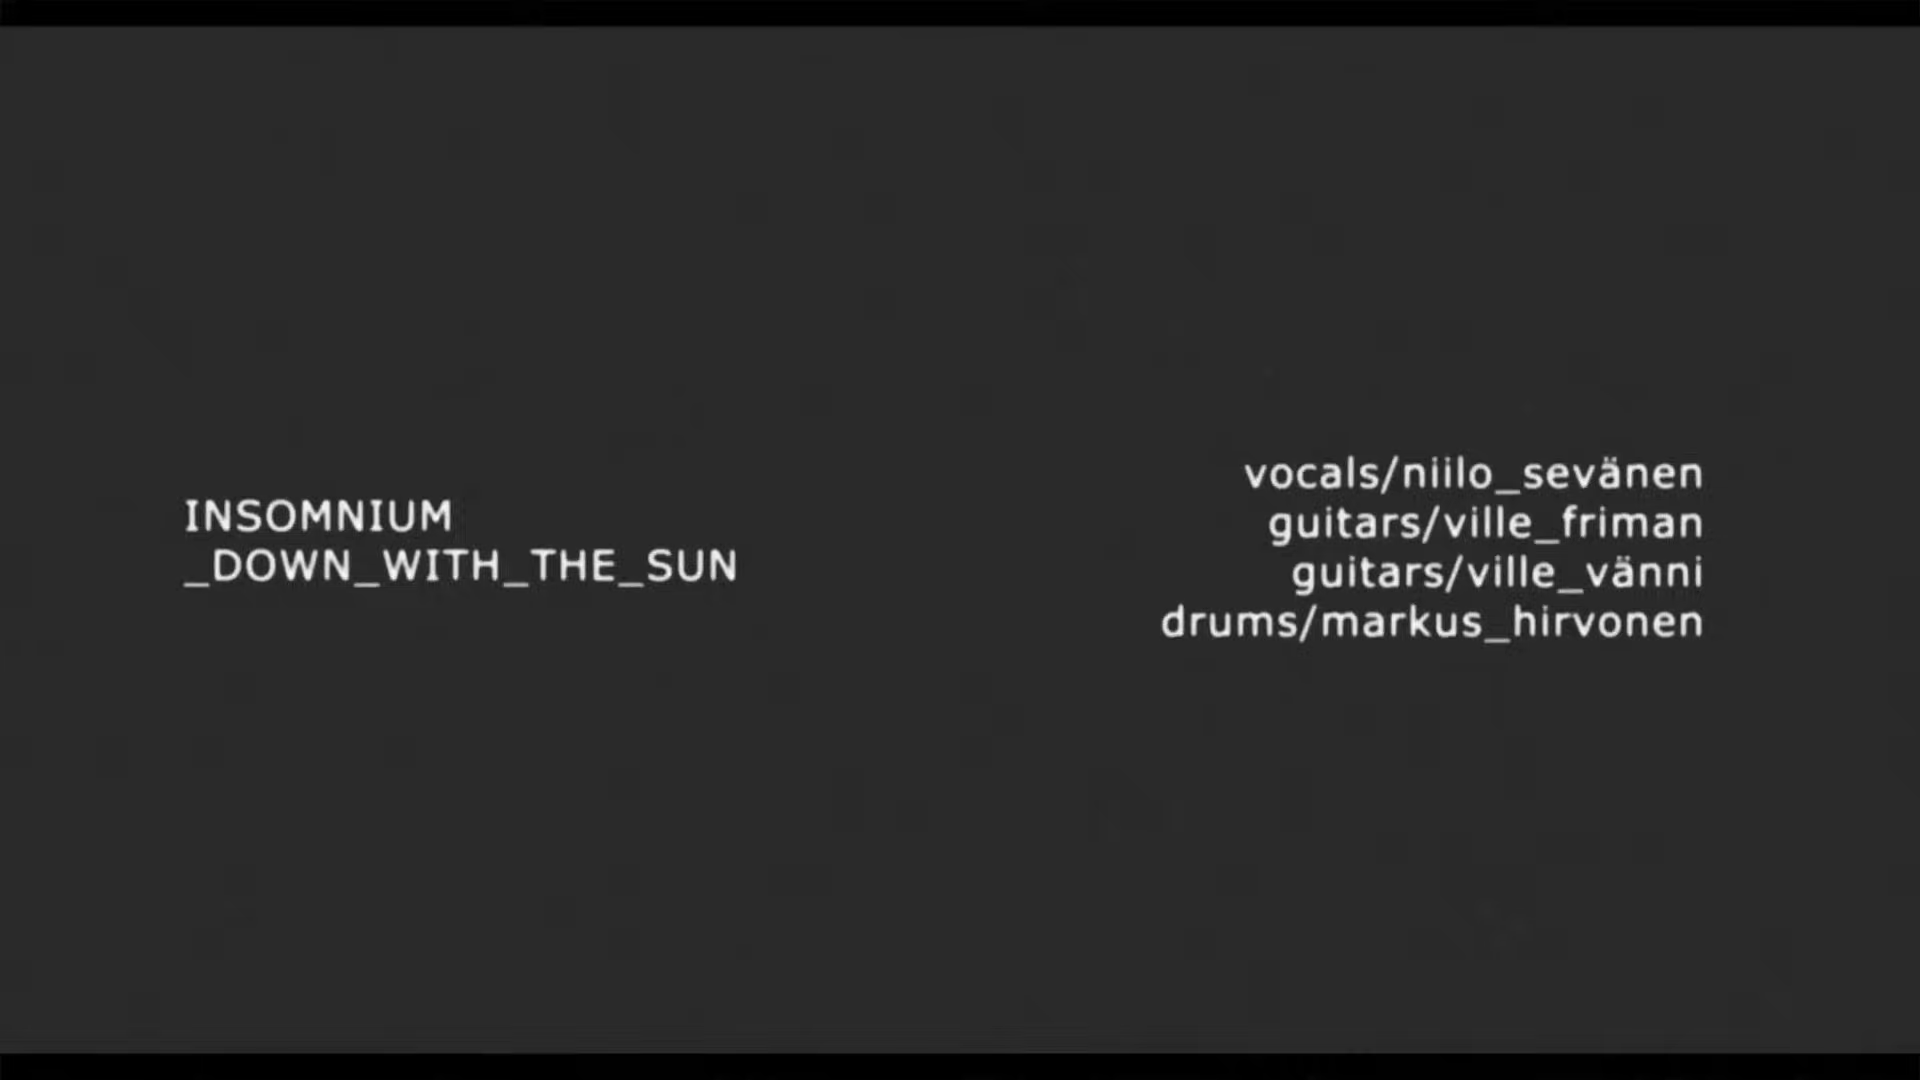 INSOMNIUM
_DOWN_WITH_THE_SUN
vocals/niilo_sevänen
guitars/ville_friman
guitars/ville_vänni
drums/markus_hirvonen